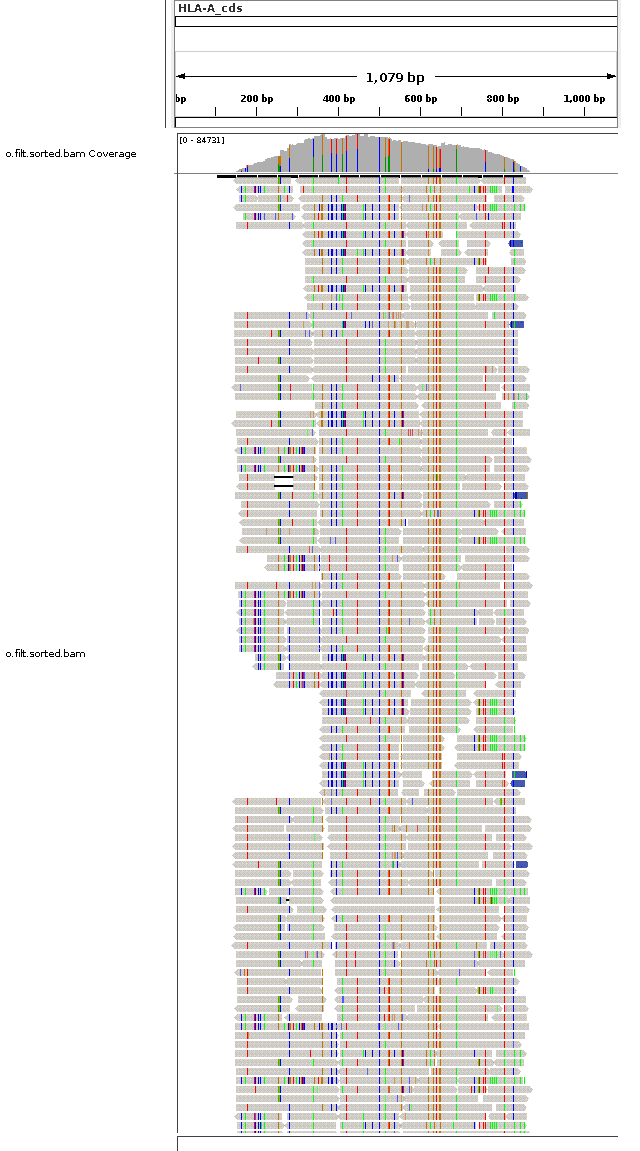 HLA-A_cds
1,079 bp
bp 200 bp 400 bp 600 bp 800 bp 1,000 bp
[0 - 84731]
o.filt.sorted.bam Coverage
o.filt.sorted.bam